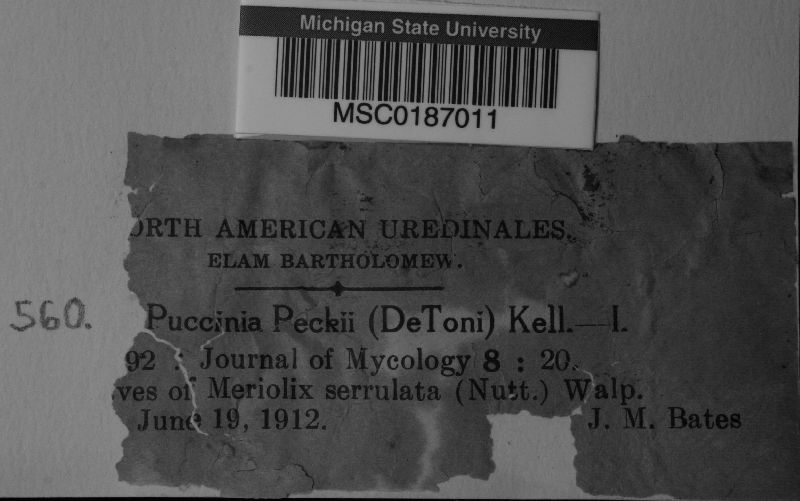 Michigan State University
MSC0187011
ORTH AMERICAN UREDINALES.
ELAM BARTHOLOMEW.
560. Puccinia Peckii (DeToni) Kell.—I.
92 : Journal of Mycology 8 : 20.
ves of Meriolix serrulata (Nutt.) Walp.
June 19, 1912. J. M. Bates